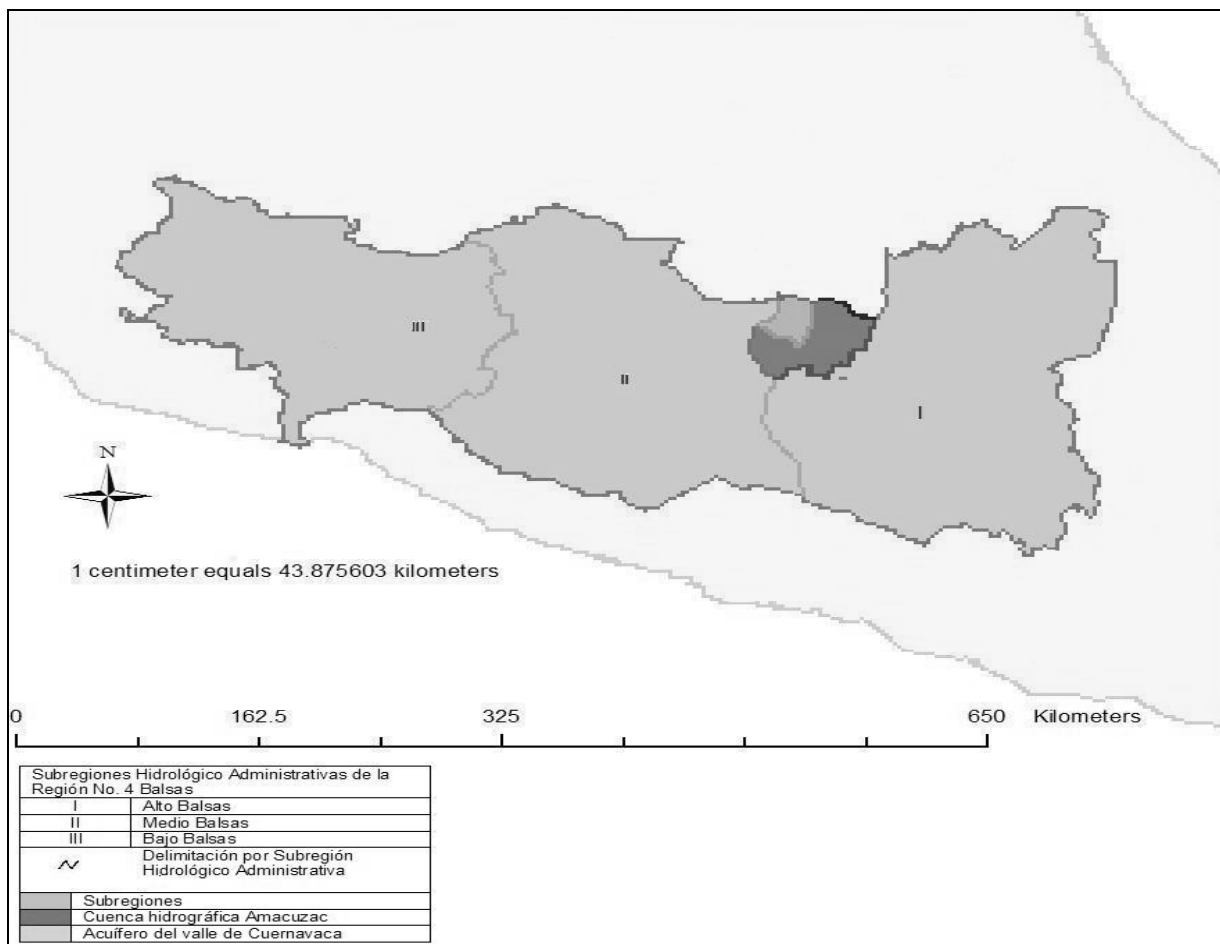 III
II
I
N
1 centimeter equals 43.875603 kilometers
0 162.5 325 650 Kilometers
Subregiones Hidrológico Administrativas de la
Región No. 4 Balsas
I Alto Balsas
II Medio Balsas
III Bajo Balsas
Delimitación por Subregión
Hidrológico Administrativa
Subregiones
Cuenca hidrográfica Amacuzac
Acuífero del valle de Cuernavaca